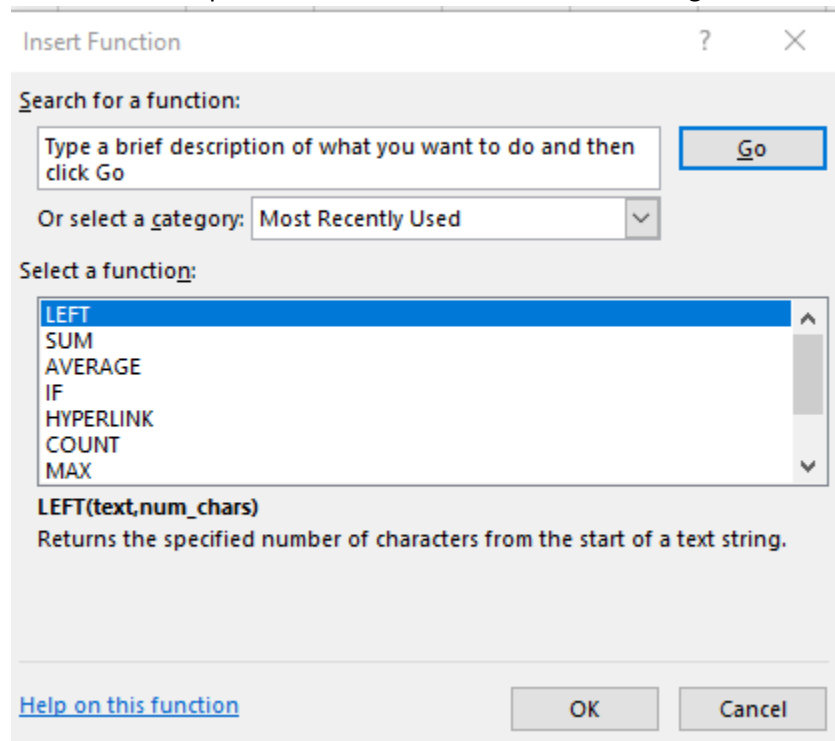 Insert Function ?
Search for a function:
Type a brief description of what you want to do and then
click Go
Go
Or select a category: Most Recently Used
Select a function:
LEFT
SUM
AVERAGE
IF
HYPERLINK
COUNT
MAX
LEFT(text,num_chars)
Returns the specified number of characters from the start of a text string.
Help on this function
OK
Cancel